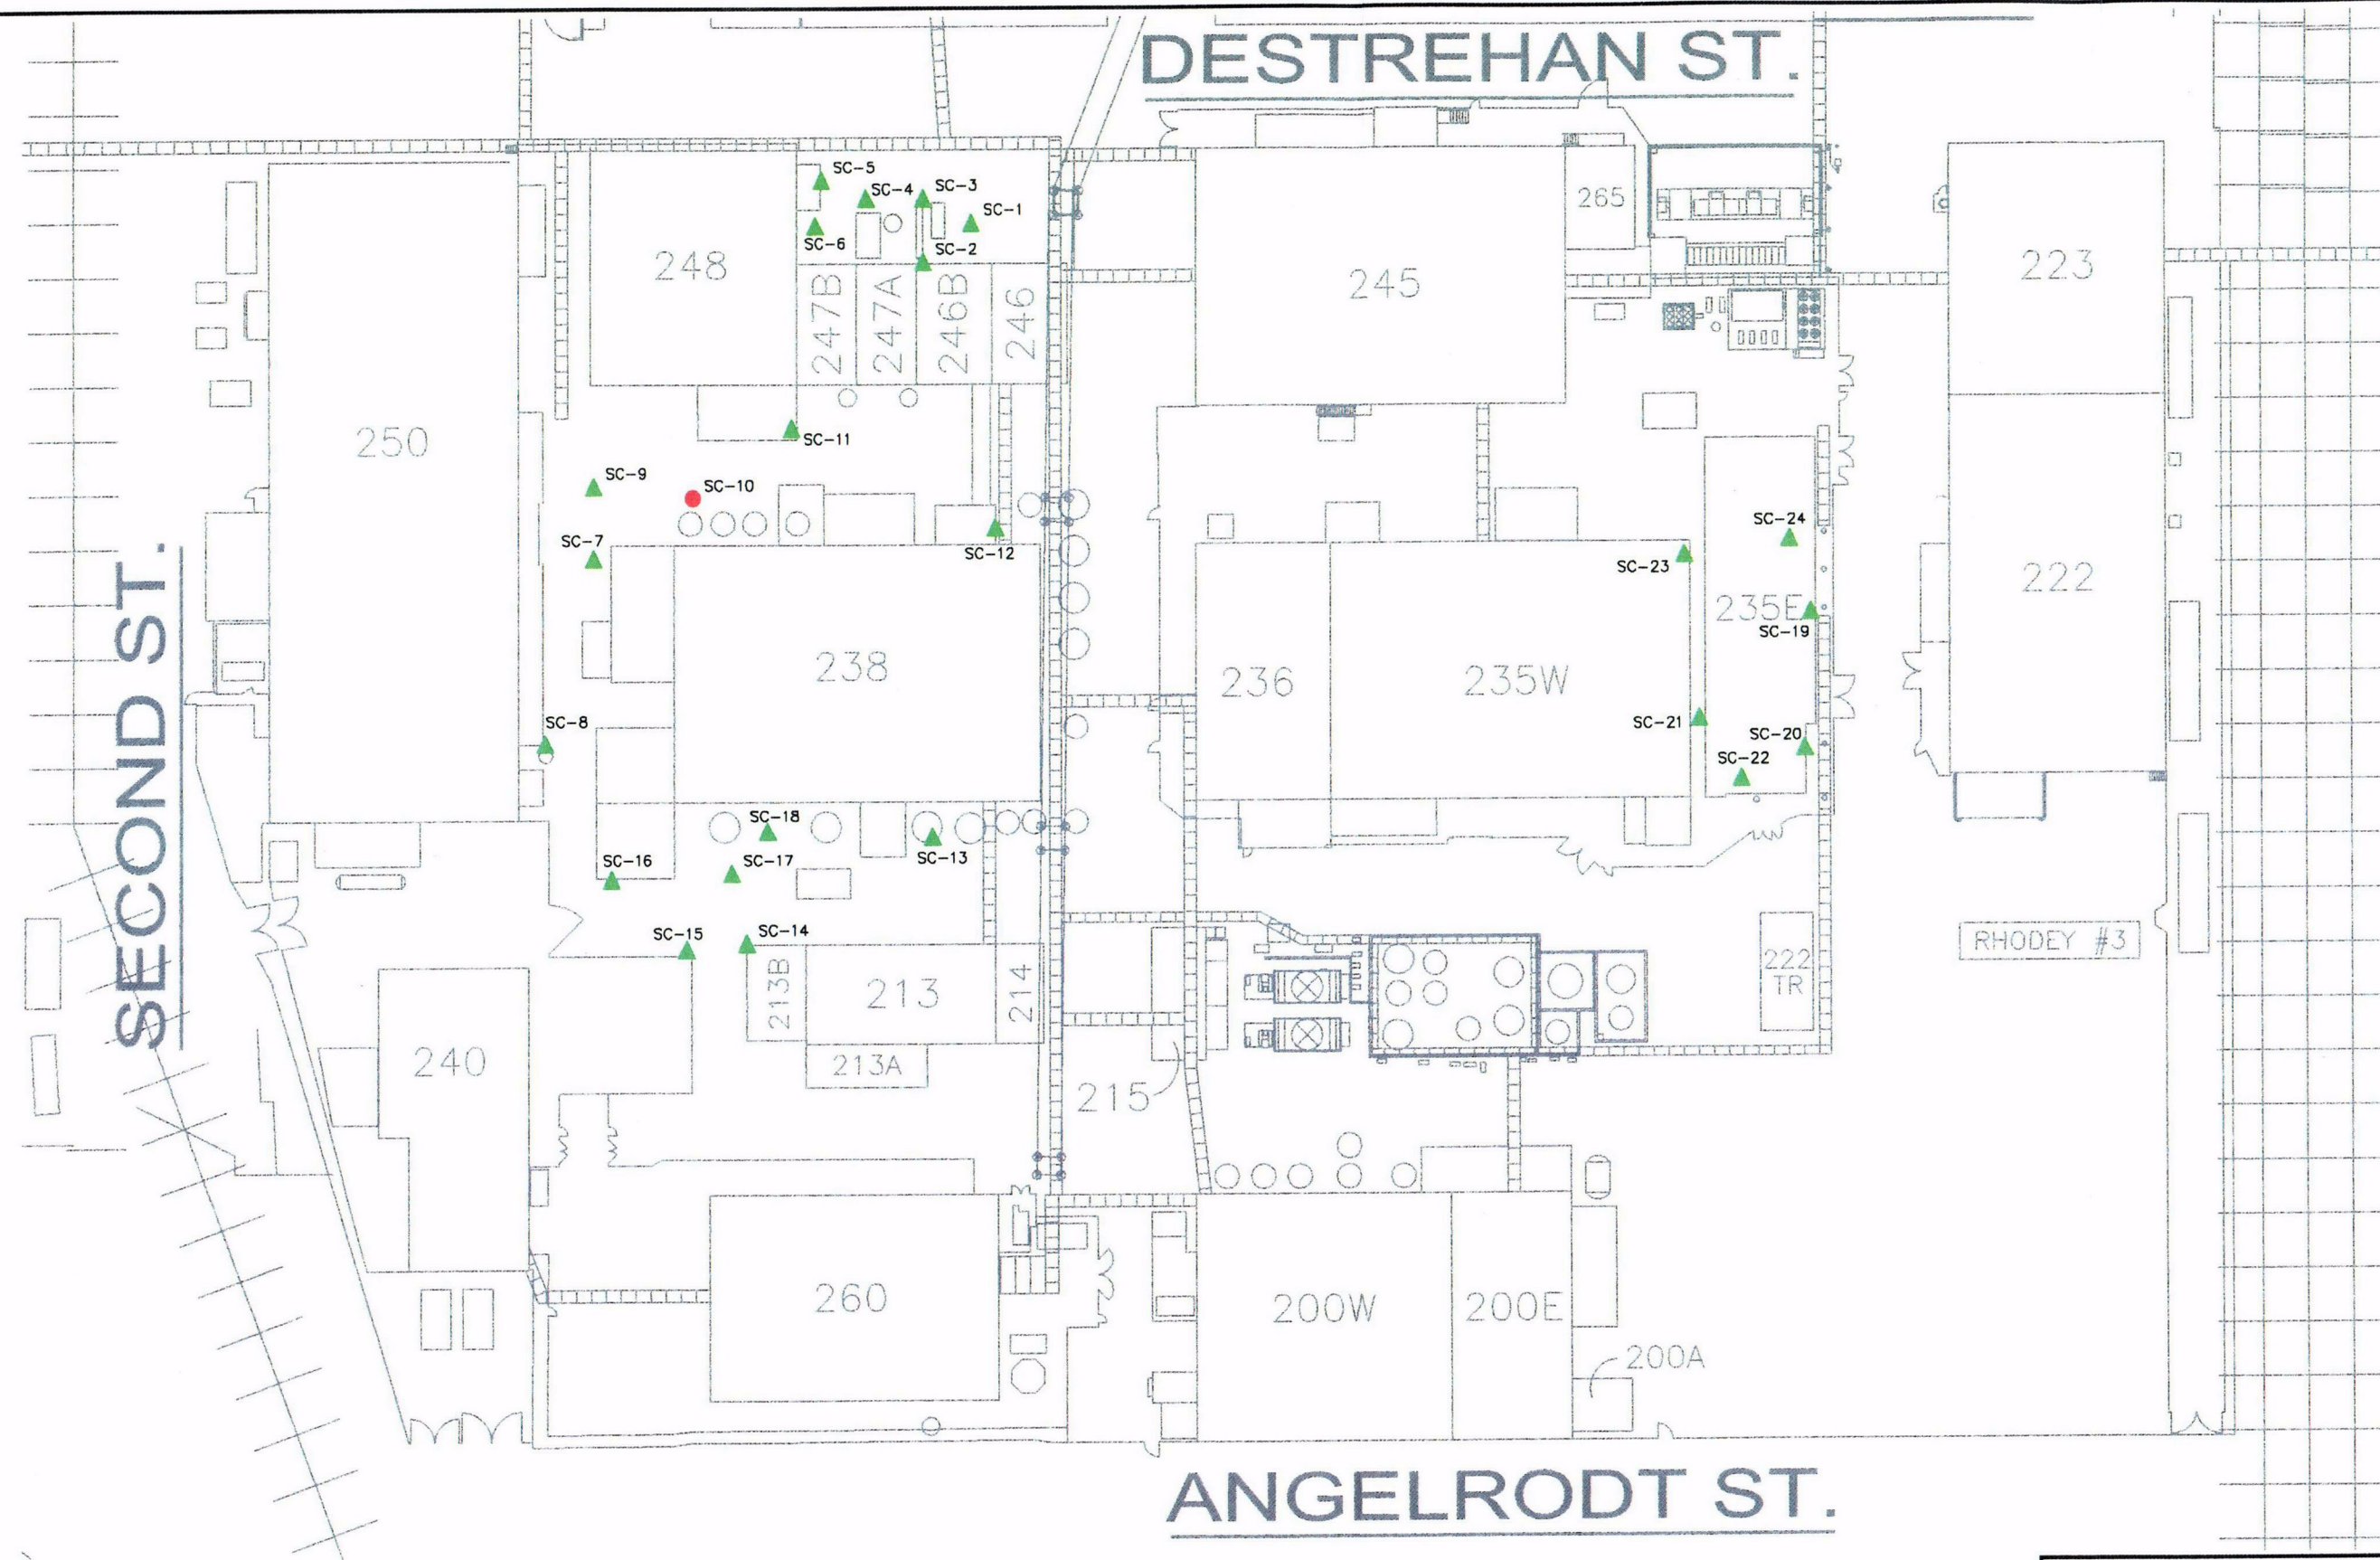 DESTREHAN ST.
SC-5
SC-4
SC-3
SC-1
SC-6
SC-2
265
248
247B
247A
246B
246
245
223
250
SC-11
SC-9
SC-10
SC-7
SC-12
SC-24
SC-23
235E
SC-19
222
SECOND ST.
238
236
235W
SC-8
SC-21
SC-20
SC-22
SC-18
SC-16
SC-17
SC-13
SC-15
SC-14
213B
213
214
222
TR
RHODEY #3
240
213A
215
260
200W
200E
200A
ANGELRODT ST.